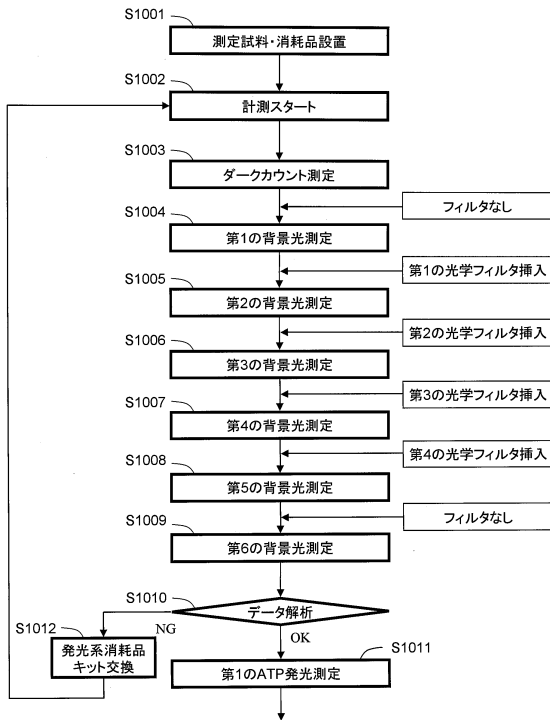 S1001
測定試料・消耗品設置
S1002
計測スタート
S1003
ダークカウント測定
フィルタなし
S1004
第1の背景光測定
第1の光学フィルタ挿入
S1005
第2の背景光測定
第2の光学フィルタ挿入
S1006
第3の背景光測定
第3の光学フィルタ挿入
S1007
第4の背景光測定
第4の光学フィルタ挿入
S1008
第5の背景光測定
フィルタなし
S1009
第6の背景光測定
S1010
データ解析
NG
OK
S1012
発光系消耗品
キット交換
S1011
第1のATP発光測定